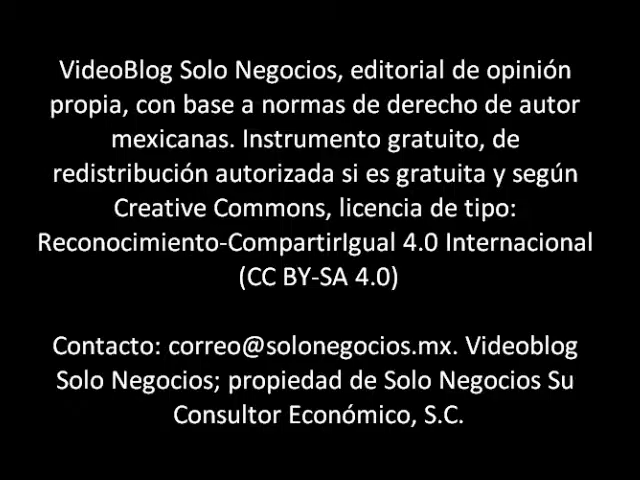 VideoBlog Solo Negocios, editorial de opinión
propia, con base a normas de derecho de autor
mexicanas. Instrumento gratuito, de
redistribución autorizada si es gratuita y según
Creative Commons, licencia de tipo:
Reconocimiento-CompartirIgual 4.0 Internacional
(CC BY-SA 4.0)
Contacto: correo@solonegocios.mx. Videoblog
Solo Negocios; propiedad de Solo Negocios Su
Consultor Económico, S.C.